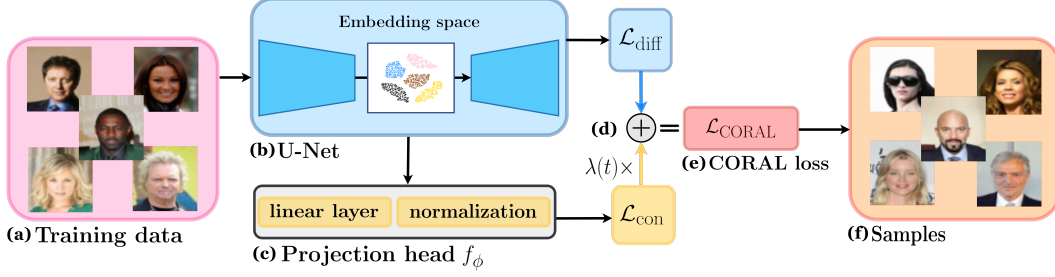 Embedding space
(a) Training data
(b) U-Net
linear layer
normalization
(c) Projection head f_ϕ
ℒ_diff
(d) +
=
λ(t)×
ℒ_con
ℒ_CORAL
(e) CORAL loss
(f) Samples